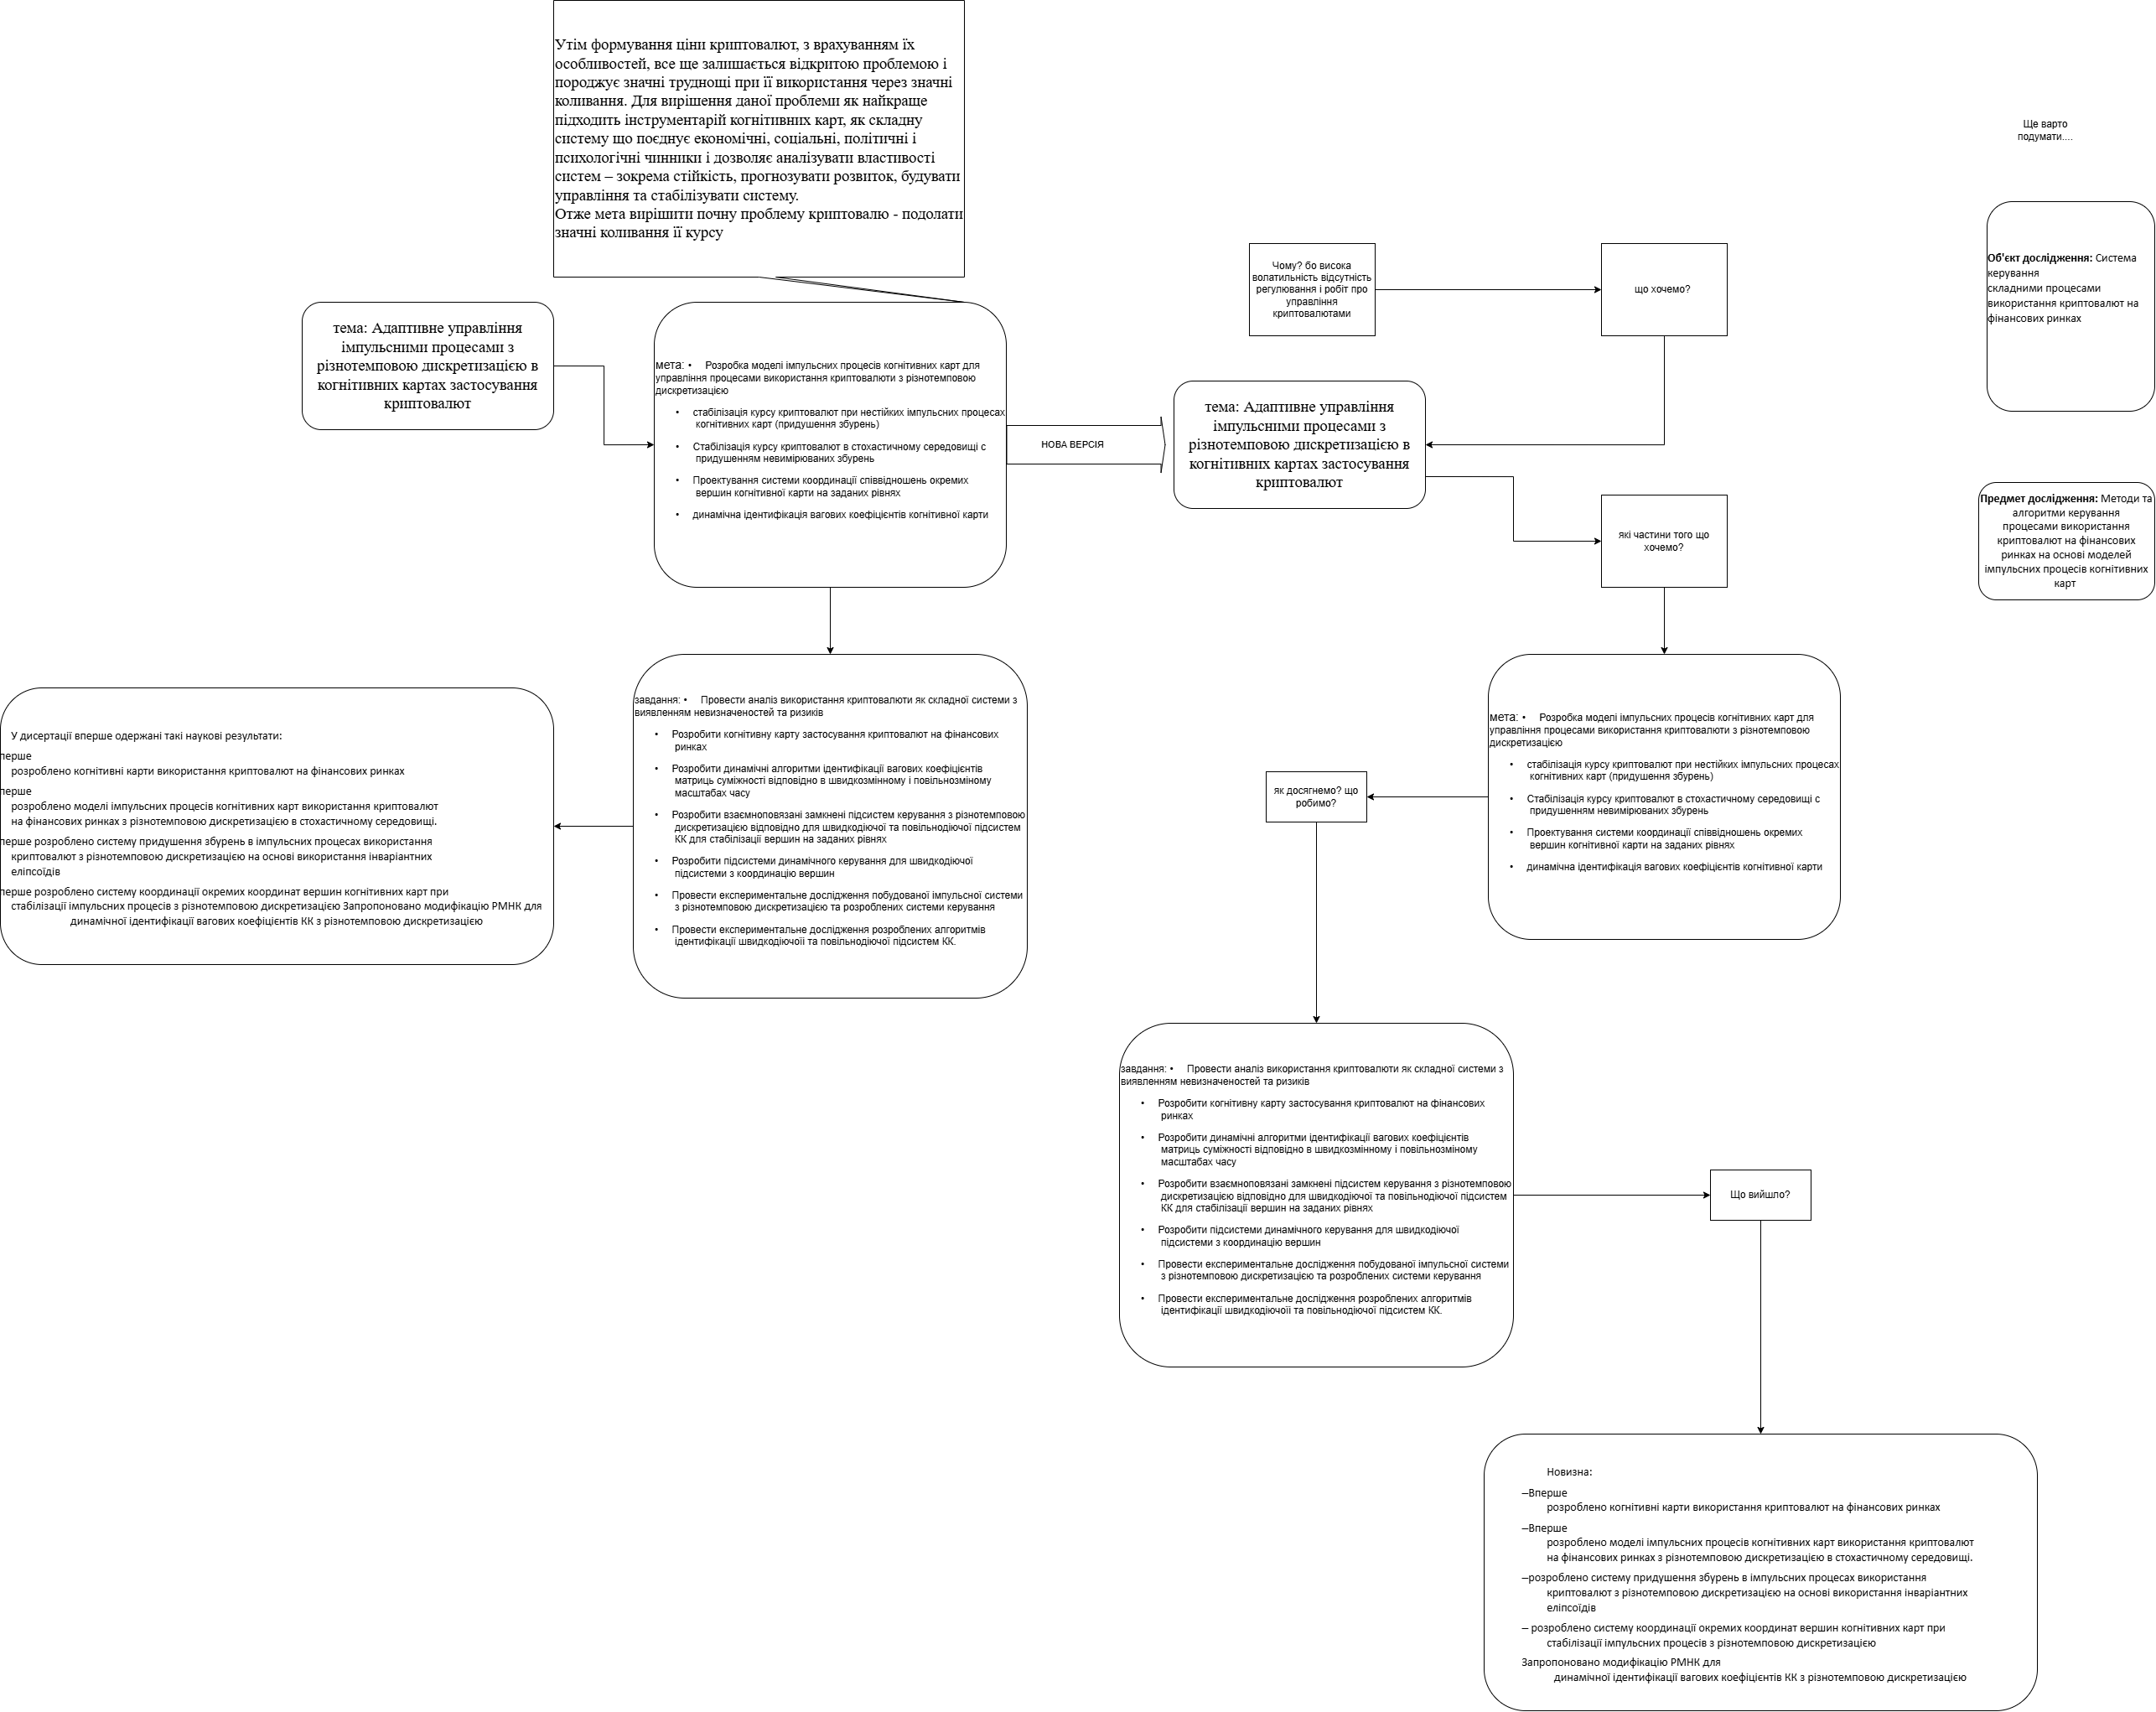 Утім формування ціни криптовалют, з врахуванням їх
особливостей, все ще залишається відкритою проблемою і
породжує значні труднощі при її використання через значні
коливання. Для вирішення даної проблеми як найкраще
підходить інструментарій когнітивних карт, як складну
систему що поєднує економічні, соціальні, політичні і
психологічні чинники і дозволяє аналізувати властивості
систем – зокрема стійкість, прогнозувати розвиток, будувати
управління та стабілізувати систему.
Отже мета вирішити почну проблему криптовалю - подолати
значні коливання її курсу
тема: Адаптивне управління
імпульсними процесами з
різнотемповою дискретизацією в
когнітивних картах застосування
криптовалют
мета: • Розробка моделі імпульсних процесів когнітивних карт для
управління процесами використання криптовалюти з різнотемповою
дискретизацією
• стабілізація курсу криптовалют при нестійких імпульсних процесах
когнітивних карт (придушення збурень)
• Стабілізація курсу криптовалют в стохастичному середовищі с
придушенням невимірюваних збурень
• Проектування системи координації співвідношень окремих
вершин когнітивної карти на заданих рівнях
• динамічна ідентифікація вагових коефіцієнтів когнітивної карти
НОВА ВЕРСІЯ
завдання: • Провести аналіз використання криптовалюти як складної системи з
виявленням невизначеностей та ризиків
• Розробити когнітивну карту застосування криптовалют на фінансових
ринках
• Розробити динамічні алгоритми ідентифікації вагових коефіцієнтів
матриць суміжності відповідно в швидкозмінному і повільнозміному
масштабах часу
• Розробити взаємноповязані замкнені підсистем керування з різнотемповою
дискретизацією відповідно для швидкодіючої та повільнодіючої підсистем
КК для стабілізації вершин на заданих рівнях
• Розробити підсистеми динамічного керування для швидкодіючої
підсистеми з координацію вершин
• Провести експериментальне дослідження побудованої імпульсної системи
з різнотемповою дискретизацією та розроблених системи керування
• Провести експериментальне дослідження розроблених алгоритмів
ідентифікації швидкодіючоїі та повільнодіючої підсистем КК.
У дисертації вперше одержані такі наукові результати:
перше
розроблено когнітивні карти використання криптовалют на фінансових ринках
перше
розроблено моделі імпульсних процесів когнітивних карт використання криптовалют
на фінансових ринках з різнотемповою дискретизацією в стохастичному середовищі.
перше розроблено систему придушення збурень в імпульсних процесах використання
криптовалют з різнотемповою дискретизацією на основі використання інваріантних
еліпсоїдів
перше розроблено систему координації окремих координат вершин когнітивних карт при
стабілізації імпульсних процесів з різнотемповою дискретизацією Запропоновано модифікацію РМНК для
динамічної ідентифікації вагових коефіцієнтів КК з різнотемповою дискретизацією
Чому? бо висока
волатильність відсутність
регулювання і робіт про
управління
криптовалютами
що хочемо?
тема: Адаптивне управління
імпульсними процесами з
різнотемповою дискретизацією в
когнітивних картах застосування
криптовалют
які частини того що
хочемо?
мета: • Розробка моделі імпульсних процесів когнітивних карт для
управління процесами використання криптовалюти з різнотемповою
дискретизацією
• стабілізація курсу криптовалют при нестійких імпульсних процесах
когнітивних карт (придушення збурень)
• Стабілізація курсу криптовалют в стохастичному середовищі с
придушенням невимірюваних збурень
• Проектування системи координації співвідношень окремих
вершин когнітивної карти на заданих рівнях
• динамічна ідентифікація вагових коефіцієнтів когнітивної карти
як досягнемо? що
робимо?
завдання: • Провести аналіз використання криптовалюти як складної системи з
виявленням невизначеностей та ризиків
• Розробити когнітивну карту застосування криптовалют на фінансових
ринках
• Розробити динамічні алгоритми ідентифікації вагових коефіцієнтів
матриць суміжності відповідно в швидкозмінному і повільнозміному
масштабах часу
• Розробити взаємноповязані замкнені підсистем керування з різнотемповою
дискретизацією відповідно для швидкодіючої та повільнодіючої підсистем
КК для стабілізації вершин на заданих рівнях
• Розробити підсистеми динамічного керування для швидкодіючої
підсистеми з координацію вершин
• Провести експериментальне дослідження побудованої імпульсної системи
з різнотемповою дискретизацією та розроблених системи керування
• Провести експериментальне дослідження розроблених алгоритмів
ідентифікації швидкодіючоїі та повільнодіючої підсистем КК.
Що вийшло?
Новизна:
–Вперше
розроблено когнітивні карти використання криптовалют на фінансових ринках
–Вперше
розроблено моделі імпульсних процесів когнітивних карт використання криптовалют
на фінансових ринках з різнотемповою дискретизацією в стохастичному середовищі.
–розроблено систему придушення збурень в імпульсних процесах використання
криптовалют з різнотемповою дискретизацією на основі використання інваріантних
еліпсоїдів
– розроблено систему координації окремих координат вершин когнітивних карт при
стабілізації імпульсних процесів з різнотемповою дискретизацією
Запропоновано модифікацію РМНК для
динамічної ідентифікації вагових коефіцієнтів КК з різнотемповою дискретизацією
Ще варто
подумати....
Об'єкт дослідження: Система
керування
складними процесами
використання криптовалют на
фінансових ринках
Предмет дослідження: Методи та
алгоритми керування
процесами використання
криптовалют на фінансових
ринках на основі моделей
імпульсних процесів когнітивних
карт